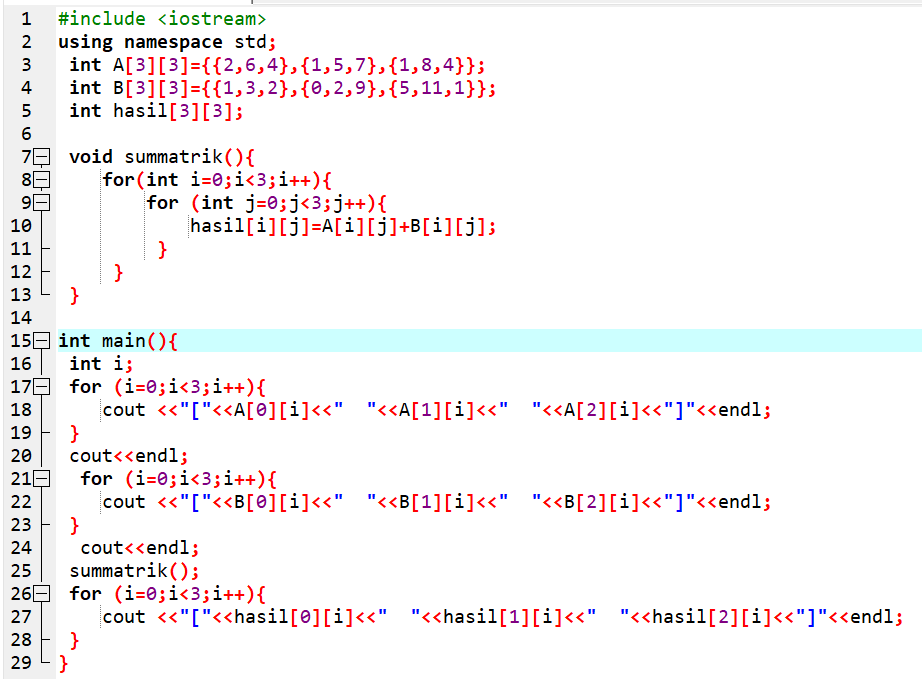 1 #include <iostream>
2 using namespace std;
3 int A[3][3]={{2,6,4},{1,5,7},{1,8,4}};
4 int B[3][3]={{1,3,2},{0,2,9},{5,11,1}};
5 int hasil[3][3];
6
7 void summatrik(){
8 for(int i=0;i<3;i++){
9 for (int j=0;j<3;j++){
10 hasil[i][j]=A[i][j]+B[i][j];
11 }
12 }
13 }
14
15 int main(){
16 int i;
17 for (i=0;i<3;i++){
18 cout <<"["<<A[0][i]<<"  "<<A[1][i]<<"  "<<A[2][i]<<"]"<<endl;
19 }
20 cout<<endl;
21 for (i=0;i<3;i++){
22 cout <<"["<<B[0][i]<<"  "<<B[1][i]<<"  "<<B[2][i]<<"]"<<endl;
23 }
24 cout<<endl;
25 summatrik();
26 for (i=0;i<3;i++){
27 cout <<"["<<hasil[0][i]<<"  "<<hasil[1][i]<<"  "<<hasil[2][i]<<"]"<<endl;
28 }
29 }